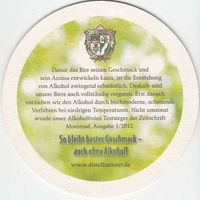 Damit das Bier seinen Geschmack und
sein Aroma entwickeln kann, ist die Entstehung
von Alkohol zwingend erforderlich. Deshalb sind
unsere Biere auch vollständig vergoren. Erst danach
entziehen wir den Alkohol durch hochmoderne, schonende
Verfahren bei niedrigen Temperaturen. Nicht umsonst
wurde unser Alkoholfreies Testsieger der Zeitschrift
Motorrad, Ausgabe 1/2012.
So bleibt bester Geschmack –
auch ohne Alkohol!
www.distelhaeuser.de